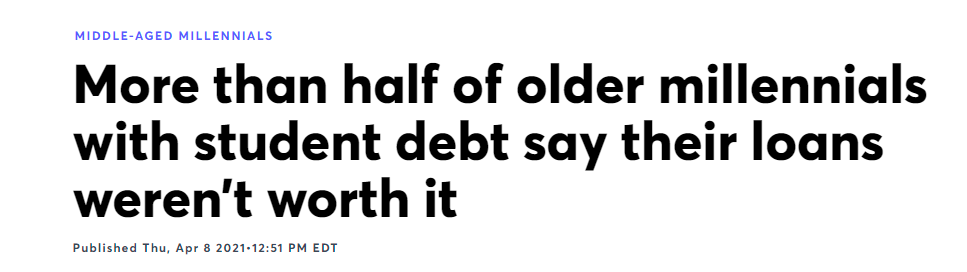 MIDDLE-AGED MILLENNIALS
More than half of older millennials
with student debt say their loans
weren't worth it
Published Thu, Apr 8 2021•12:51 PM EDT